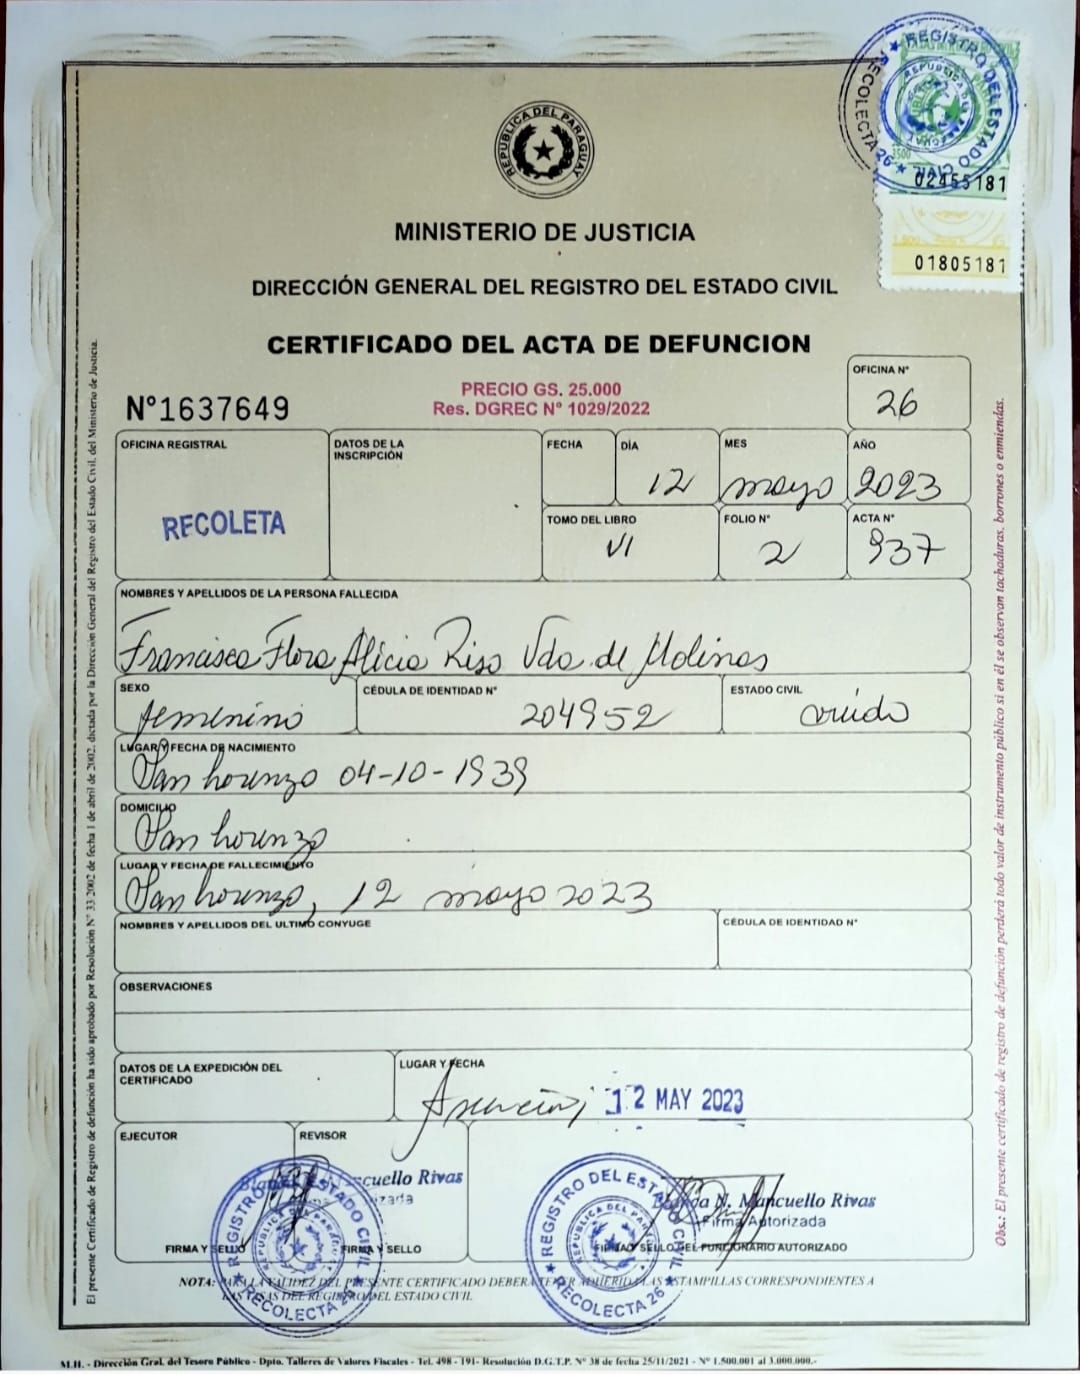 REPUBLICA DEL PARAGUAY
REGISTRO DEL ESTADO CIVIL
RECOLECTA 26
3500
02455181
01805181
MINISTERIO DE JUSTICIA
DIRECCIÓN GENERAL DEL REGISTRO DEL ESTADO CIVIL
CERTIFICADO DEL ACTA DE DEFUNCION
PRECIO GS. 25.000
Res. DGREC N° 1029/2022
N°1637649
OFICINA N°
26
OFICINA REGISTRAL
RECOLETA
DATOS DE LA
INSCRIPCIÓN
FECHA
DÍA
12
MES
mayo
AÑO
2023
TOMO DEL LIBRO
VI
FOLIO N°
2
ACTA N°
937
NOMBRES Y APELLIDOS DE LA PERSONA FALLECIDA
Francisca Flora Alicia Riso Vda. de Molinas
SEXO
femenino
CÉDULA DE IDENTIDAD N°
204952
ESTADO CIVIL
LUGAR Y FECHA DE NACIMIENTO
San Lorenzo 04-10-1939
DOMICILIO
San Lorenzo
LUGAR Y FECHA DE FALLECIMIENTO
San Lorenzo, 12 mayo 2023
NOMBRES Y APELLIDOS DEL ULTIMO CONYUGE
CÉDULA DE IDENTIDAD N°
OBSERVACIONES
DATOS DE LA EXPEDICIÓN DEL
CERTIFICADO
LUGAR Y FECHA
Asunción, 12 MAY 2023
EJECUTOR
REVISOR
FIRMA Y SELLO
FIRMA Y SELLO
REGISTRO DEL ESTADO CIVIL
RECOLECTA 26
N. Mancuello Rivas
Firma Autorizada
FIRMA Y SELLO DEL FUNCIONARIO AUTORIZADO
REGISTRO DEL ESTADO CIVIL
RECOLECTA 26
NOTA: PARA LA VALIDEZ DEL PRESENTE CERTIFICADO DEBERA TENER ADHERIDA LAS ESTAMPILLAS CORRESPONDIENTES A
LAS TASAS DEL REGISTRO DEL ESTADO CIVIL
El presente Certificado de Registro de defunción ha sido aprobado por Resolución N° 33/2002 de fecha 1 de abril de 2002, dictada por la Dirección General del Registro del Estado Civil, del Ministerio de Justicia.
Obs.: El presente certificado de registro de defunción perderá todo valor de instrumento público si en él se observan tachaduras, borrones o enmiendas.
M.H. - Dirección Gral. del Tesoro Público - Dpto. Talleres de Valores Fiscales - Tel. 498 - 191- Resolución D.G.T.P. N° 38 de fecha 25/11/2021 - N° 1.500.001 al 3.000.000.-